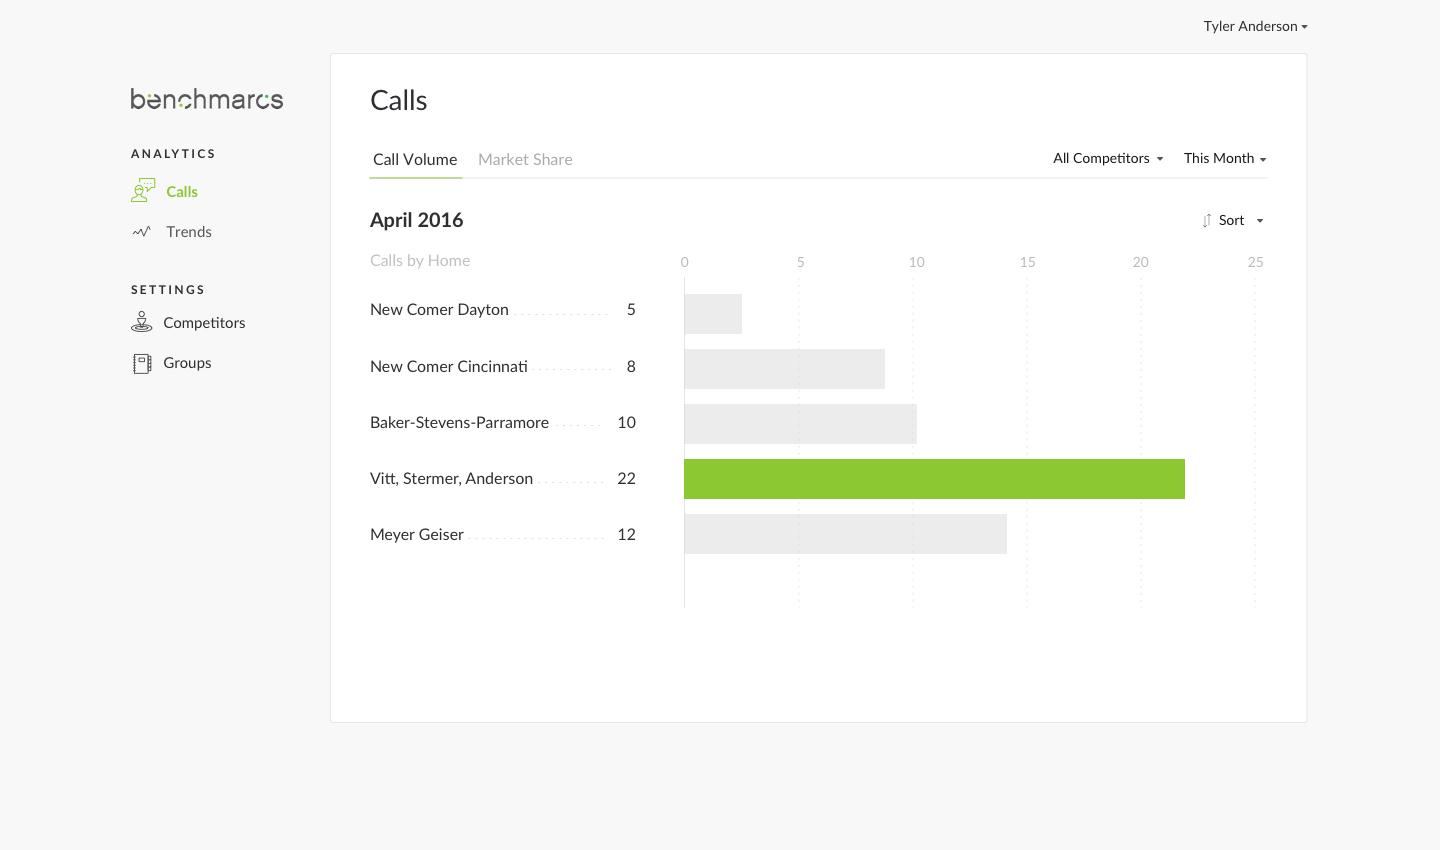 Tyler Anderson
benchmarcs
ANALYTICS
Calls
Trends
SETTINGS
Competitors
Groups
Calls
Call Volume Market Share All Competitors This Month
April 2016 Sort
Calls by Home 0 5 10 15 20 25
New Comer Dayton 5
New Comer Cincinnati 8
Baker-Stevens-Parramore 10
Vitt, Stermer, Anderson 22
Meyer Geiser 12